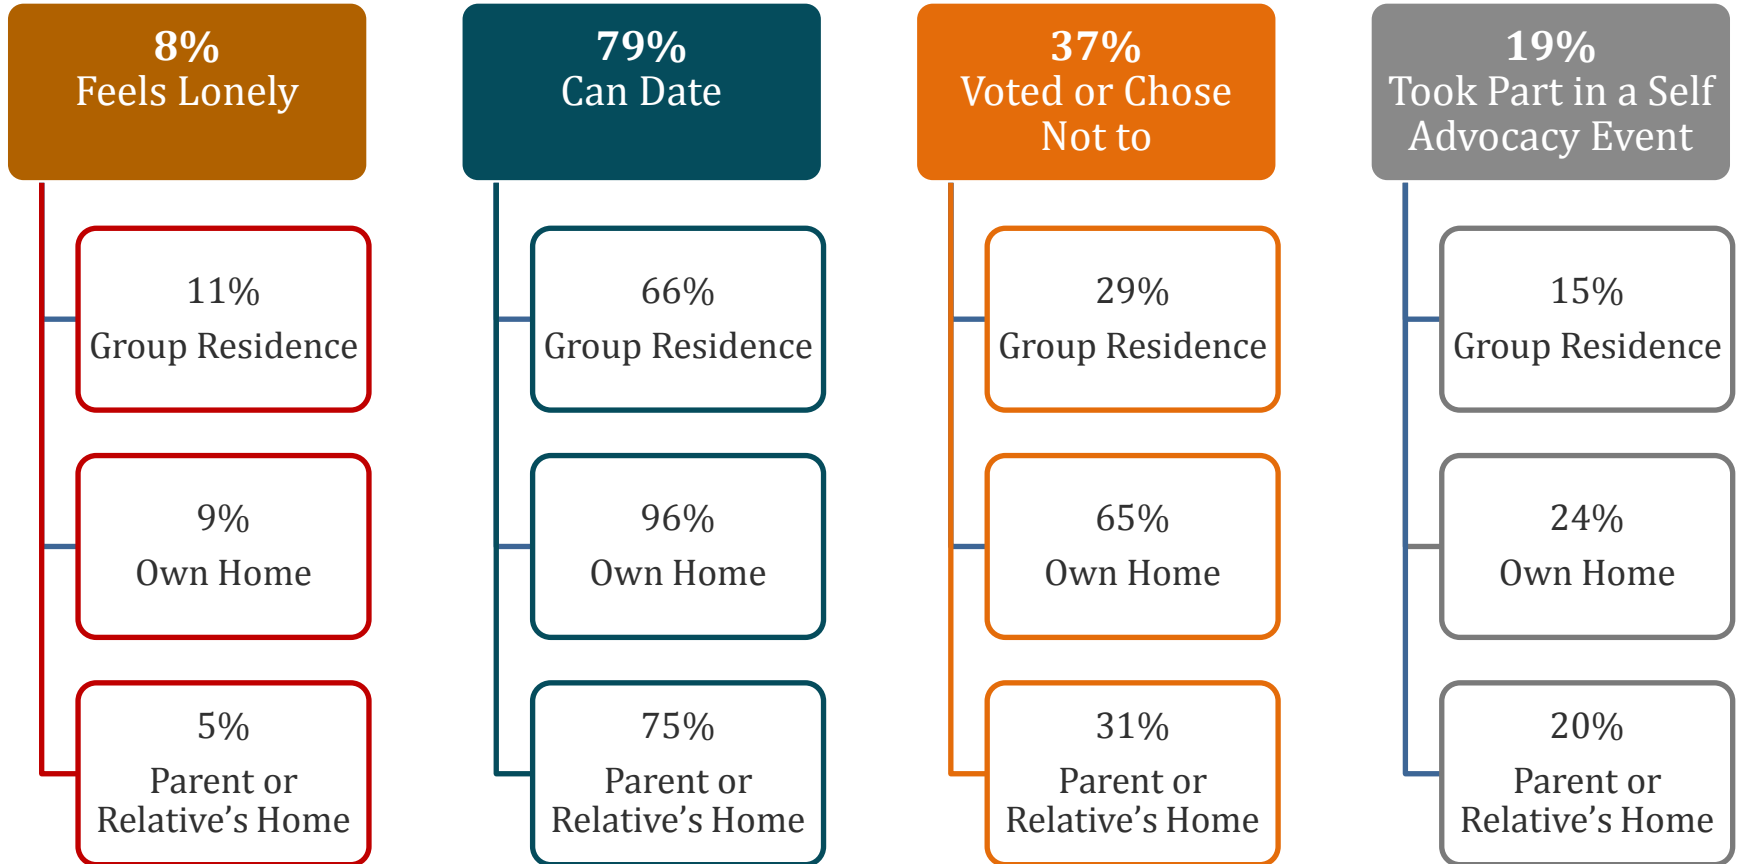 8%
Feels Lonely
11%
Group Residence
9%
Own Home
5%
Parent or
Relative’s Home
79%
Can Date
66%
Group Residence
96%
Own Home
75%
Parent or
Relative’s Home
37%
Voted or Chose
Not to
29%
Group Residence
65%
Own Home
31%
Parent or
Relative’s Home
19%
Took Part in a Self
Advocacy Event
15%
Group Residence
24%
Own Home
20%
Parent or
Relative’s Home